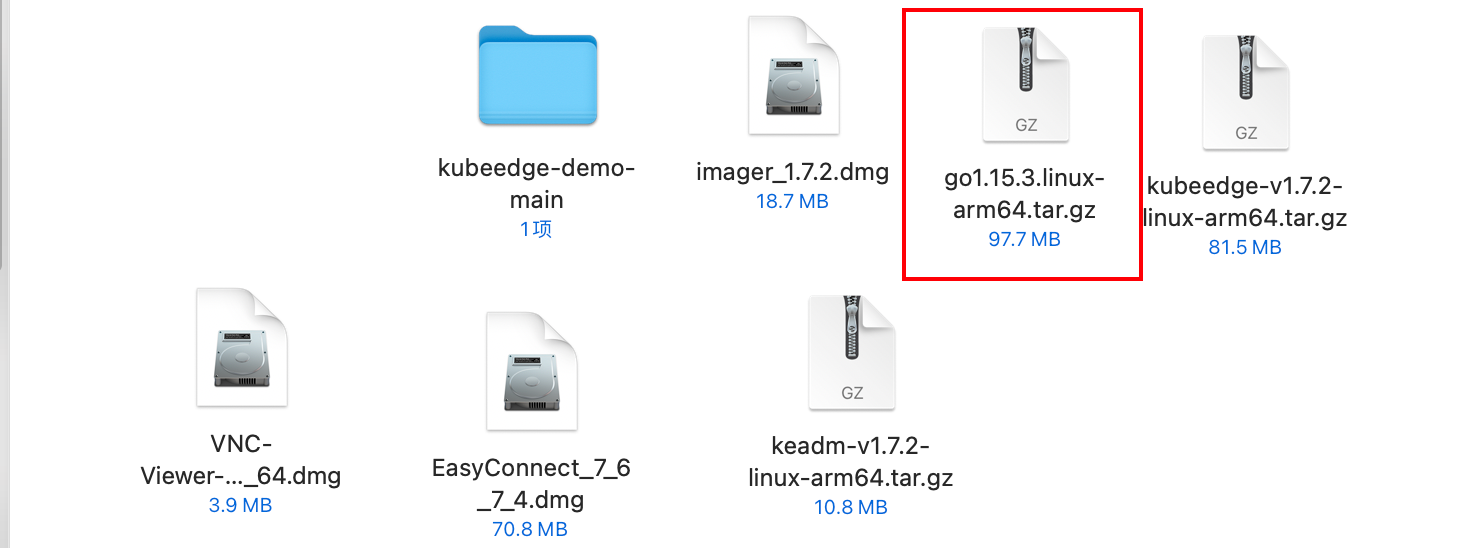 kubeedge-demo-
main
1项
imager_1.7.2.dmg
18.7 MB
GZ
go1.15.3.linux-
arm64.tar.gz
97.7 MB
GZ
kubeedge-v1.7.2-
linux-arm64.tar.gz
81.5 MB
VNC-
Viewer-..._64.dmg
3.9 MB
EasyConnect_7_6
_7_4.dmg
70.8 MB
GZ
keadm-v1.7.2-
linux-arm64.tar.gz
10.8 MB